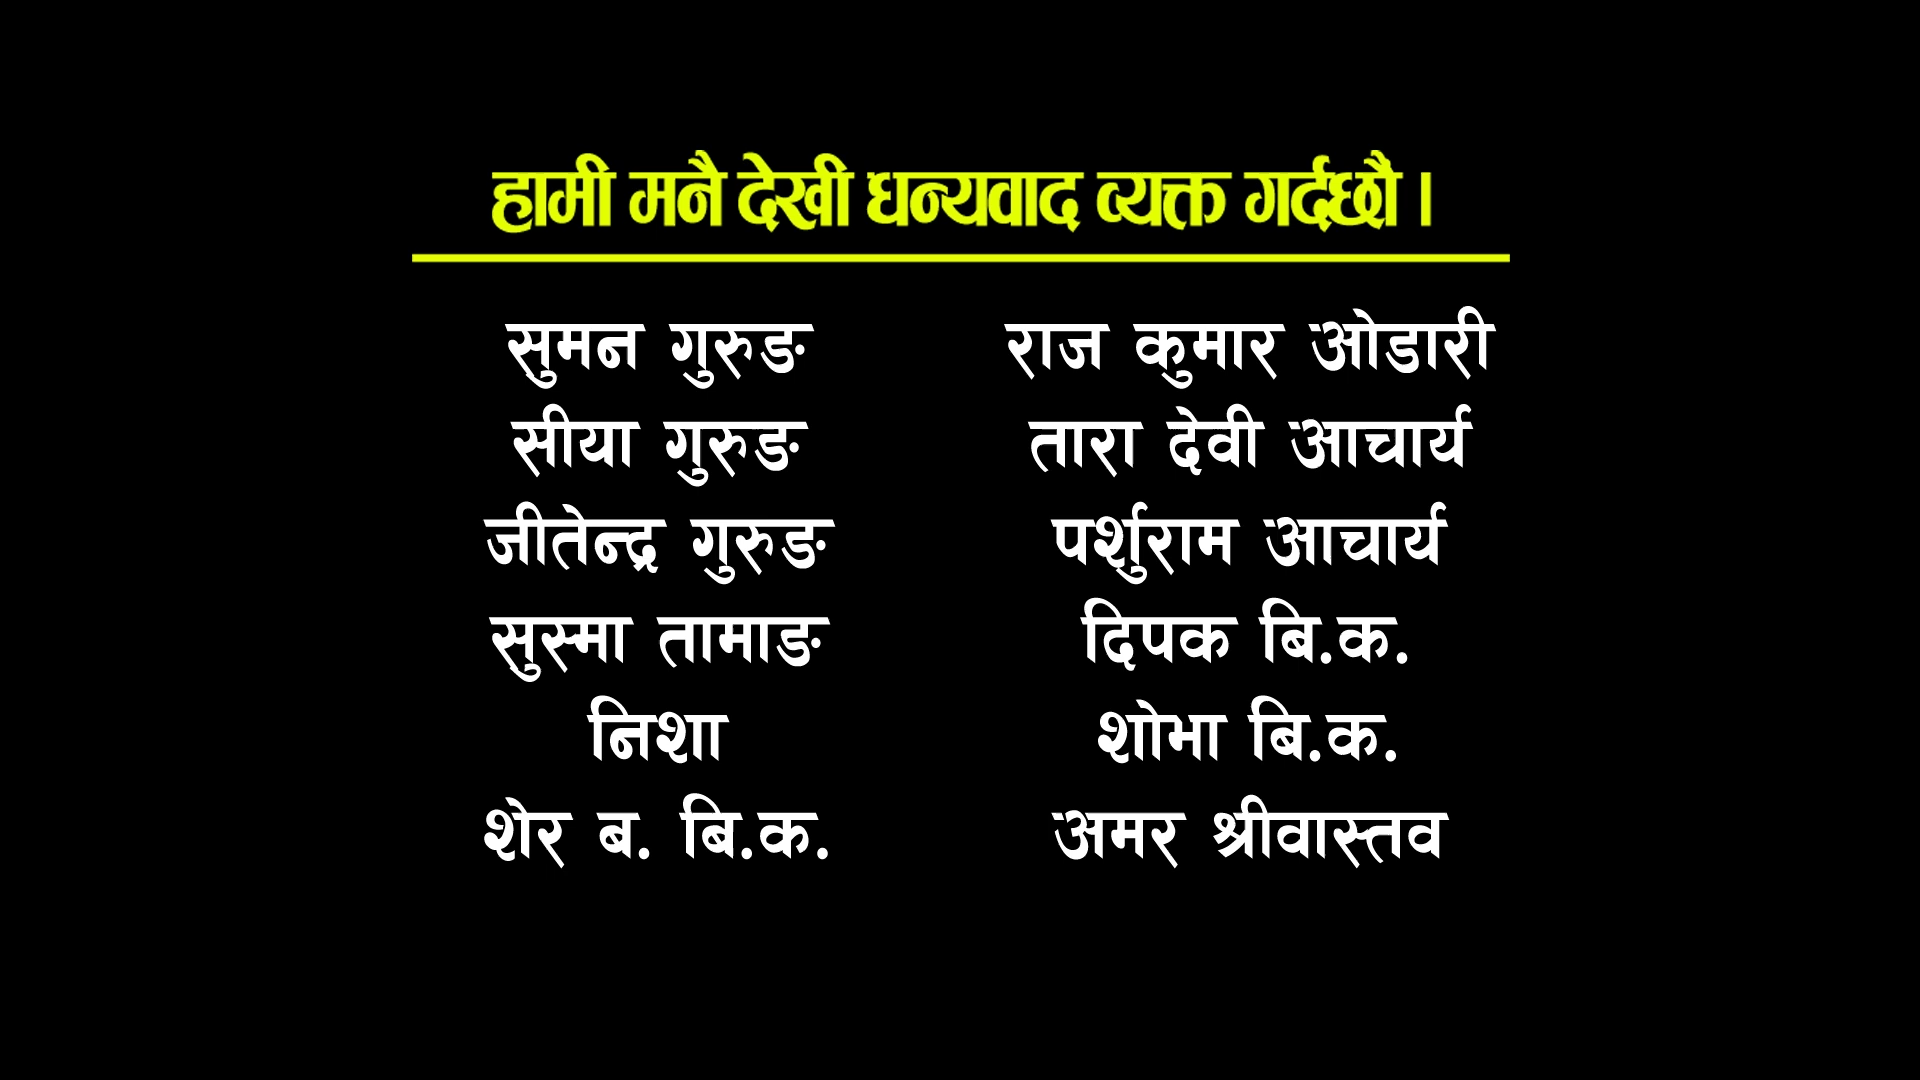 हामी मनै देखी धन्यवाद व्यक्त गर्दछौं ।
सुमन गुरुङ
सीया गुरुङ
जीतेन्द्र गुरुङ
सुस्मा तामाङ
निशा
शेर ब. बि.क.
राज कुमार ओडारी
तारा देवी आचार्य
पर्शुराम आचार्य
दिपक बि.क.
शोभा बि.क.
अमर श्रीवास्तव